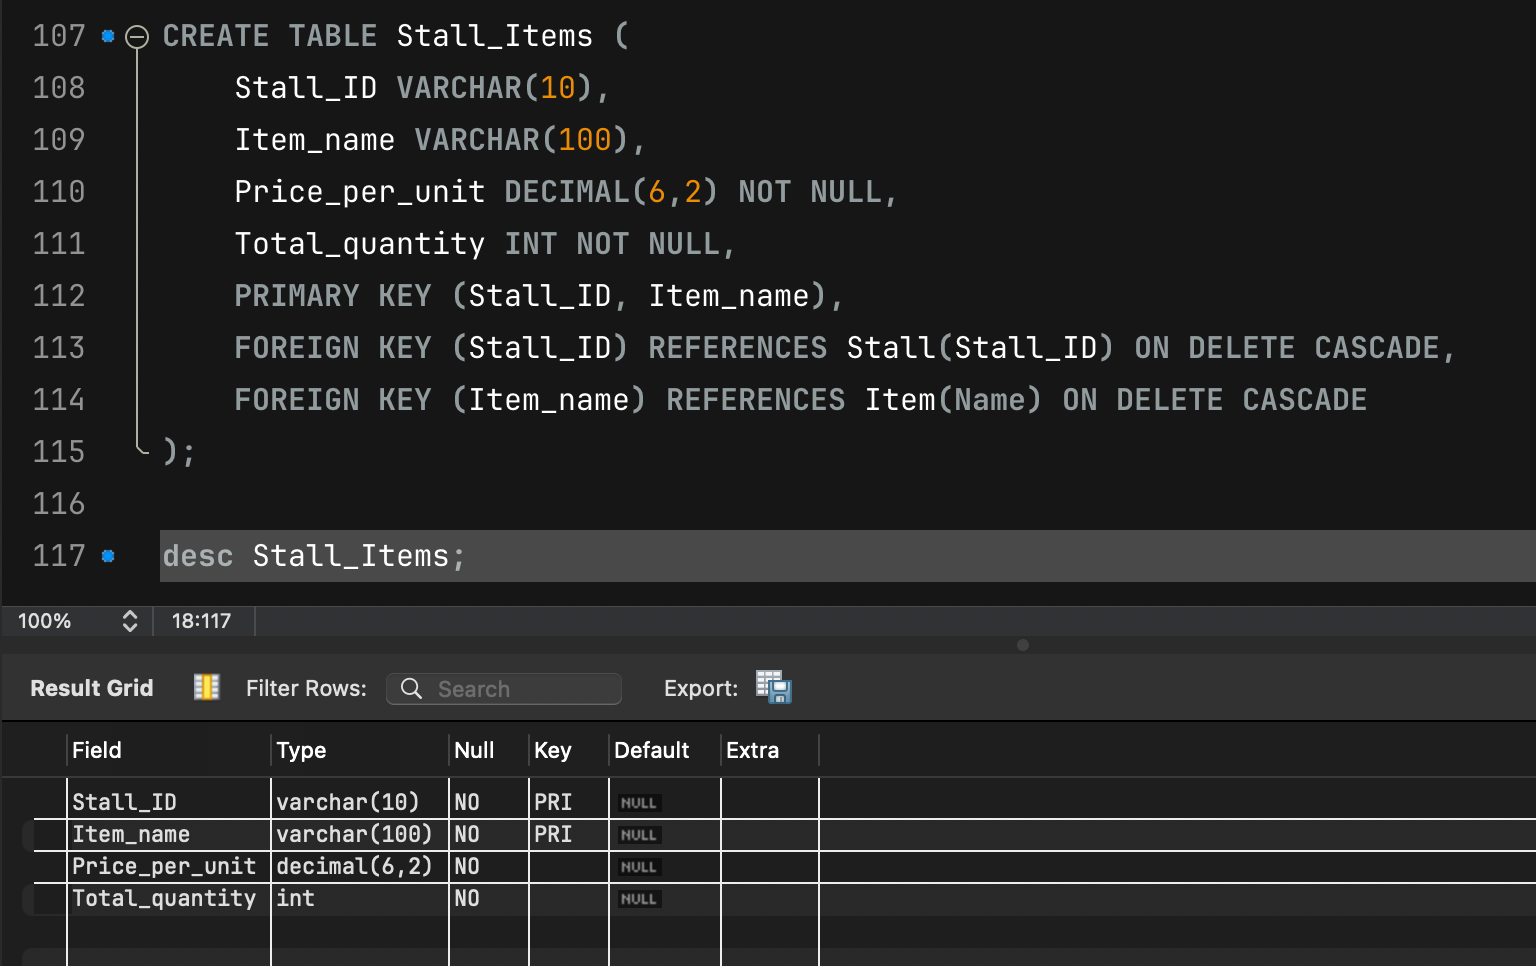 107 CREATE TABLE Stall_Items (
108 Stall_ID VARCHAR(10),
109 Item_name VARCHAR(100),
110 Price_per_unit DECIMAL(6,2) NOT NULL,
111 Total_quantity INT NOT NULL,
112 PRIMARY KEY (Stall_ID, Item_name),
113 FOREIGN KEY (Stall_ID) REFERENCES Stall(Stall_ID) ON DELETE CASCADE,
114 FOREIGN KEY (Item_name) REFERENCES Item(Name) ON DELETE CASCADE
115 );
116
117 desc Stall_Items;
100% 18:117
Result Grid Filter Rows: Search Export:
Field Type Null Key Default Extra
Stall_ID varchar(10) NO PRI NULL
Item_name varchar(100) NO PRI NULL
Price_per_unit decimal(6,2) NO NULL
Total_quantity int NO NULL